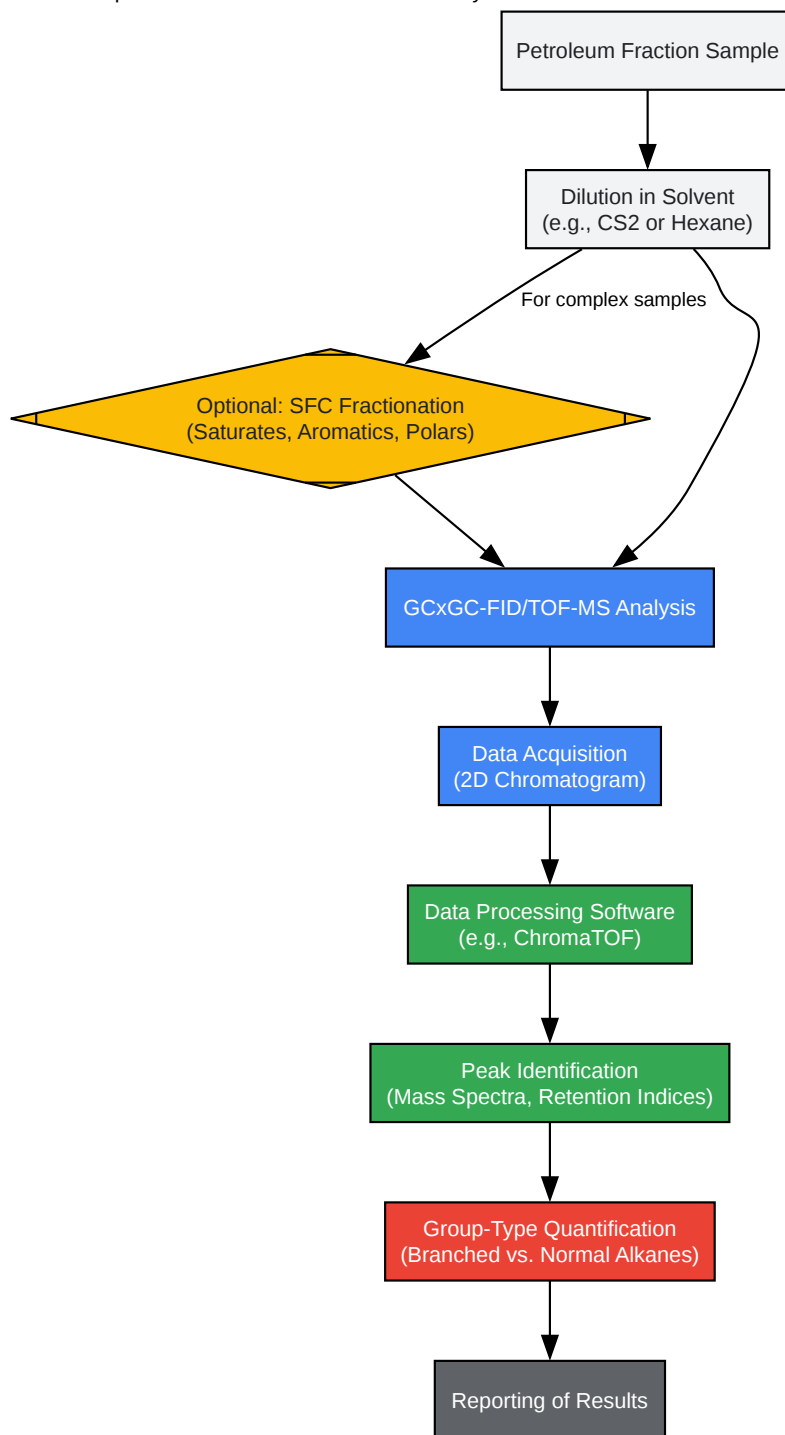 Petroleum Fraction Sample
Dilution in Solvent
(e.g., CS2 or Hexane)
For complex samples
Optional: SFC Fractionation
(Saturates, Aromatics, Polars)
GCxGC-FID/TOF-MS Analysis
Data Acquisition
(2D Chromatogram)
Data Processing Software
(e.g., ChromaTOF)
Peak Identification
(Mass Spectra, Retention Indices)
Group-Type Quantification
(Branched vs. Normal Alkanes)
Reporting of Results